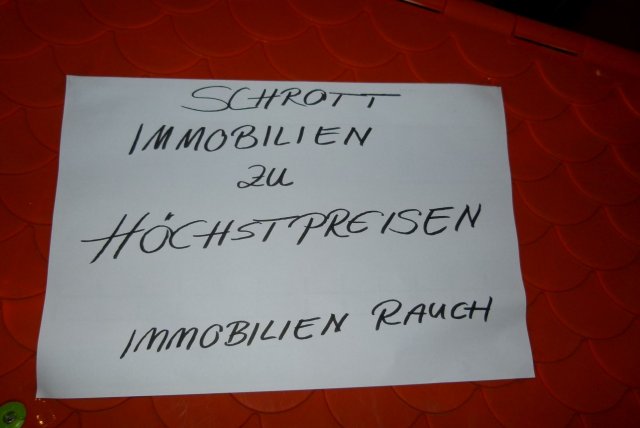 SCHROTT
IMMOBILIEN
ZU
HÖCHSTPREISEN
IMMOBILIEN RAUCH